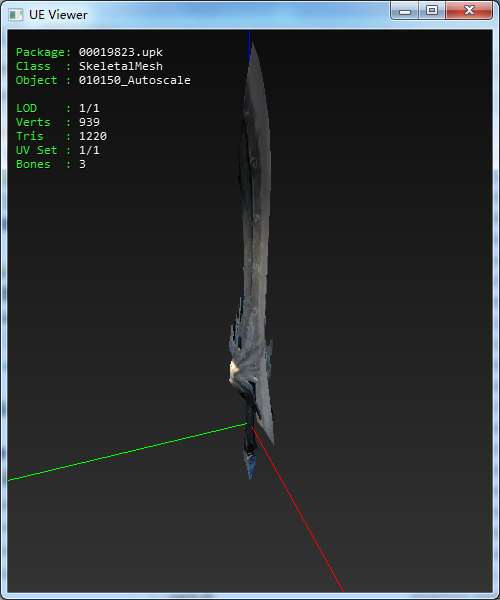 UE Viewer
Package: 00019823.upk
Class : SkeletalMesh
Object : 010150_Autoscale
LOD : 1/1
Verts : 939
Tris : 1220
UV Set : 1/1
Bones : 3